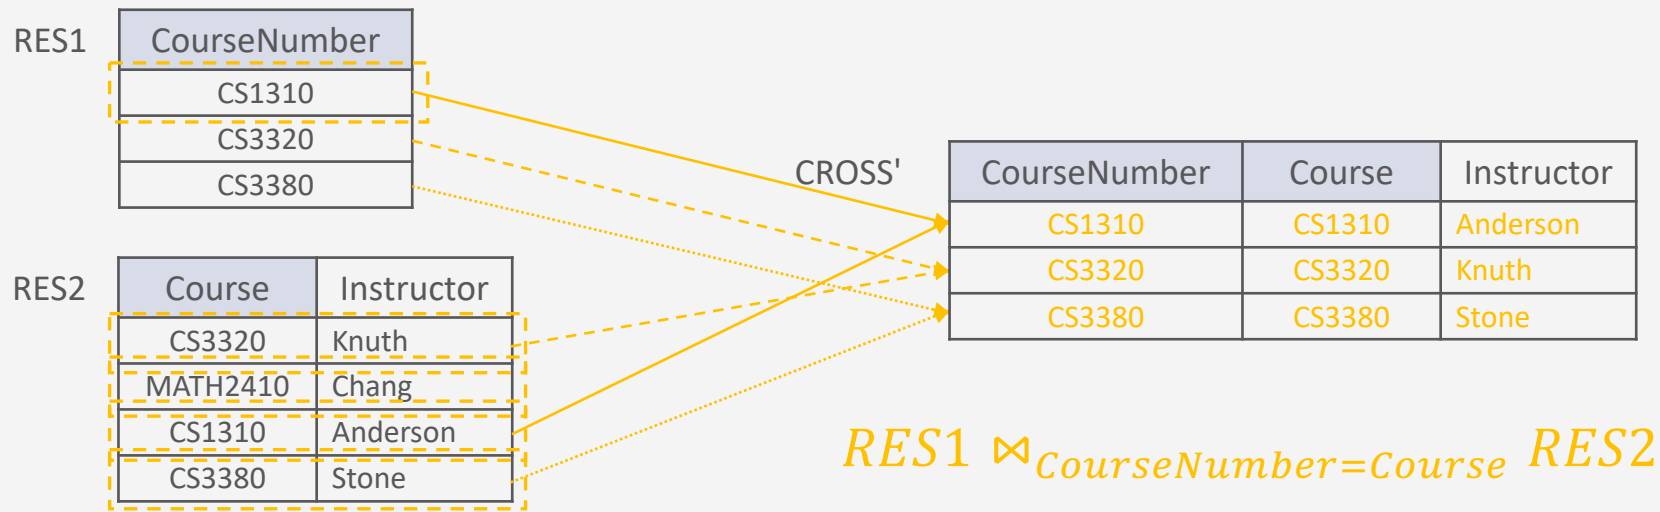 RES1
CourseNumber
CS1310
CS3320
CS3380
RES2
Course Instructor
CS3320 Knuth
MATH2410 Chang
CS1310 Anderson
CS3380 Stone
CROSS'
CourseNumber Course Instructor
CS1310 CS1310 Anderson
CS3320 CS3320 Knuth
CS3380 CS3380 Stone
RES1 ⋈CourseNumber=Course RES2